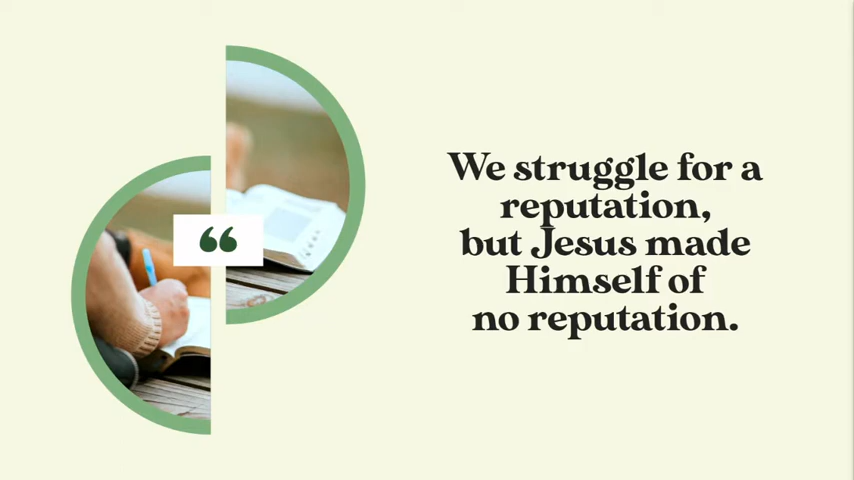 “
We struggle for a
reputation,
but Jesus made
Himself of
no reputation.